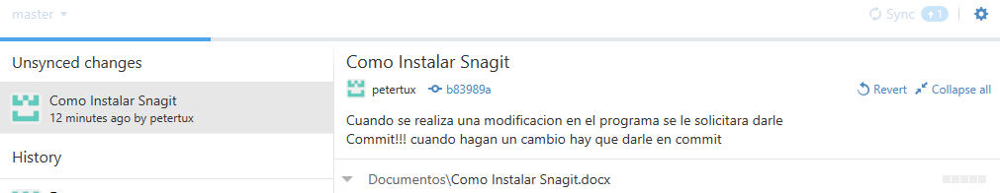 master
Sync 1
Unsynced changes
Como Instalar Snagit
12 minutes ago by petertux
History
Como Instalar Snagit
petertux b83989a
Revert Collapse all
Cuando se realiza una modificacion en el programa se le solicitara darle
Commit!!! cuando hagan un cambio hay que darle en commit
Documentos\Como Instalar Snagit.docx